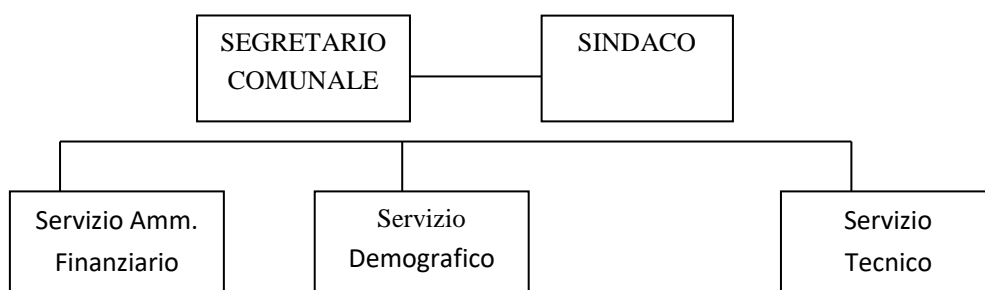 SEGRETARIO
COMUNALE
SINDACO
Servizio Amm.
Finanziario
Servizio
Demografico
Servizio
Tecnico